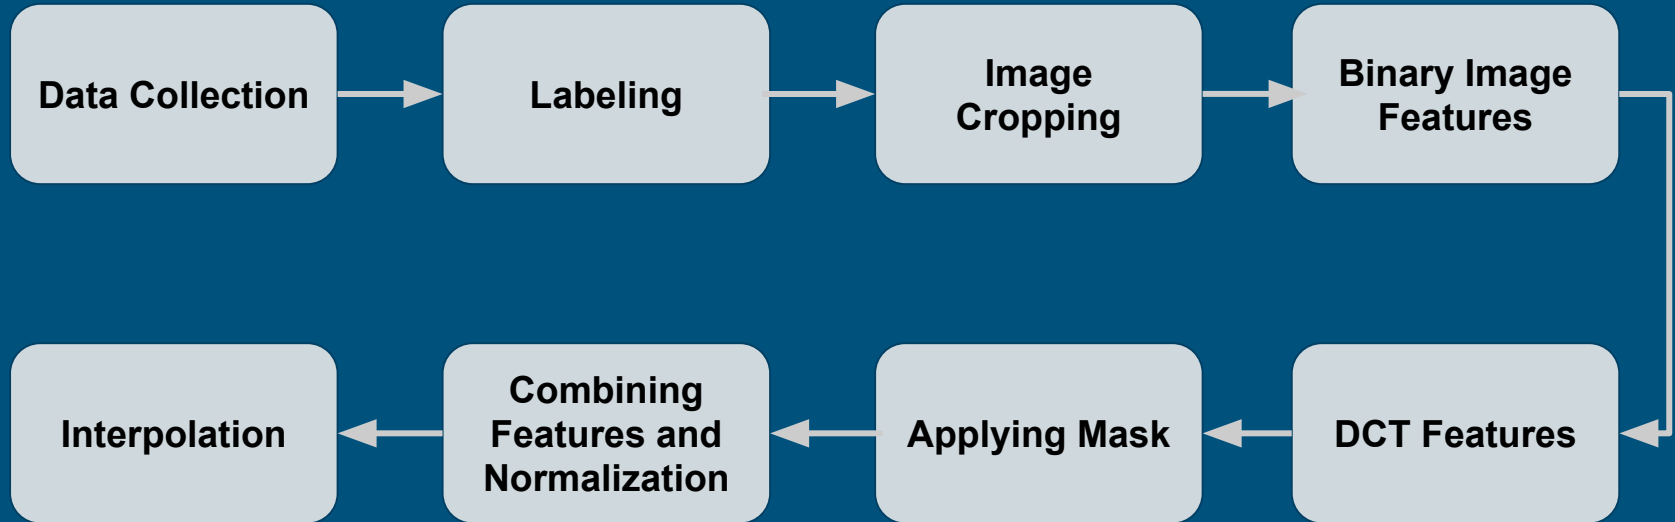 Data Collection
Labeling
Image
Cropping
Binary Image
Features
Interpolation
Combining
Features and
Normalization
Applying Mask
DCT Features